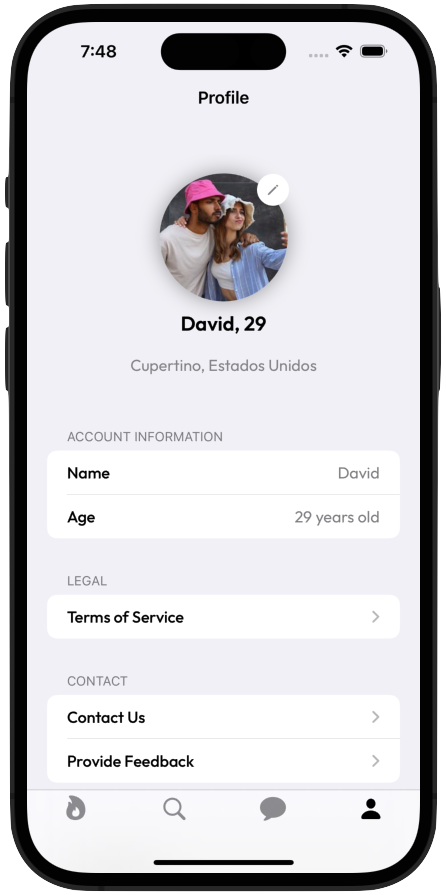 7:48
Profile
David, 29
Cupertino, Estados Unidos
ACCOUNT INFORMATION
Name David
Age 29 years old
LEGAL
Terms of Service
CONTACT
Contact Us
Provide Feedback